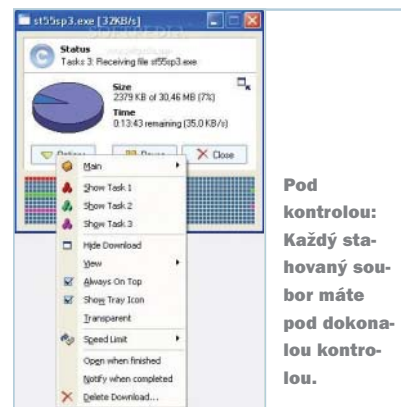 st55sp3.exe [32KB/s]
SOFTPEDIA
Status
Tasks 3: Receiving file st55sp3.exe
Size
2379 KB of 30,46 MB (7%)
Time
0:13:43 remaining (35,0 KB/s)
Options
Pause
Close
Main
Show Task 1
Show Task 2
Show Task 3
Hide Download
View
Always On Top
Show Tray Icon
Transparent
Speed Limit
Open when finished
Notify when completed
Delete Download...
Pod
kontrolou:
Každý sta-
hovaný sou-
bor máte
pod dokona-
lou kontro-
lou.